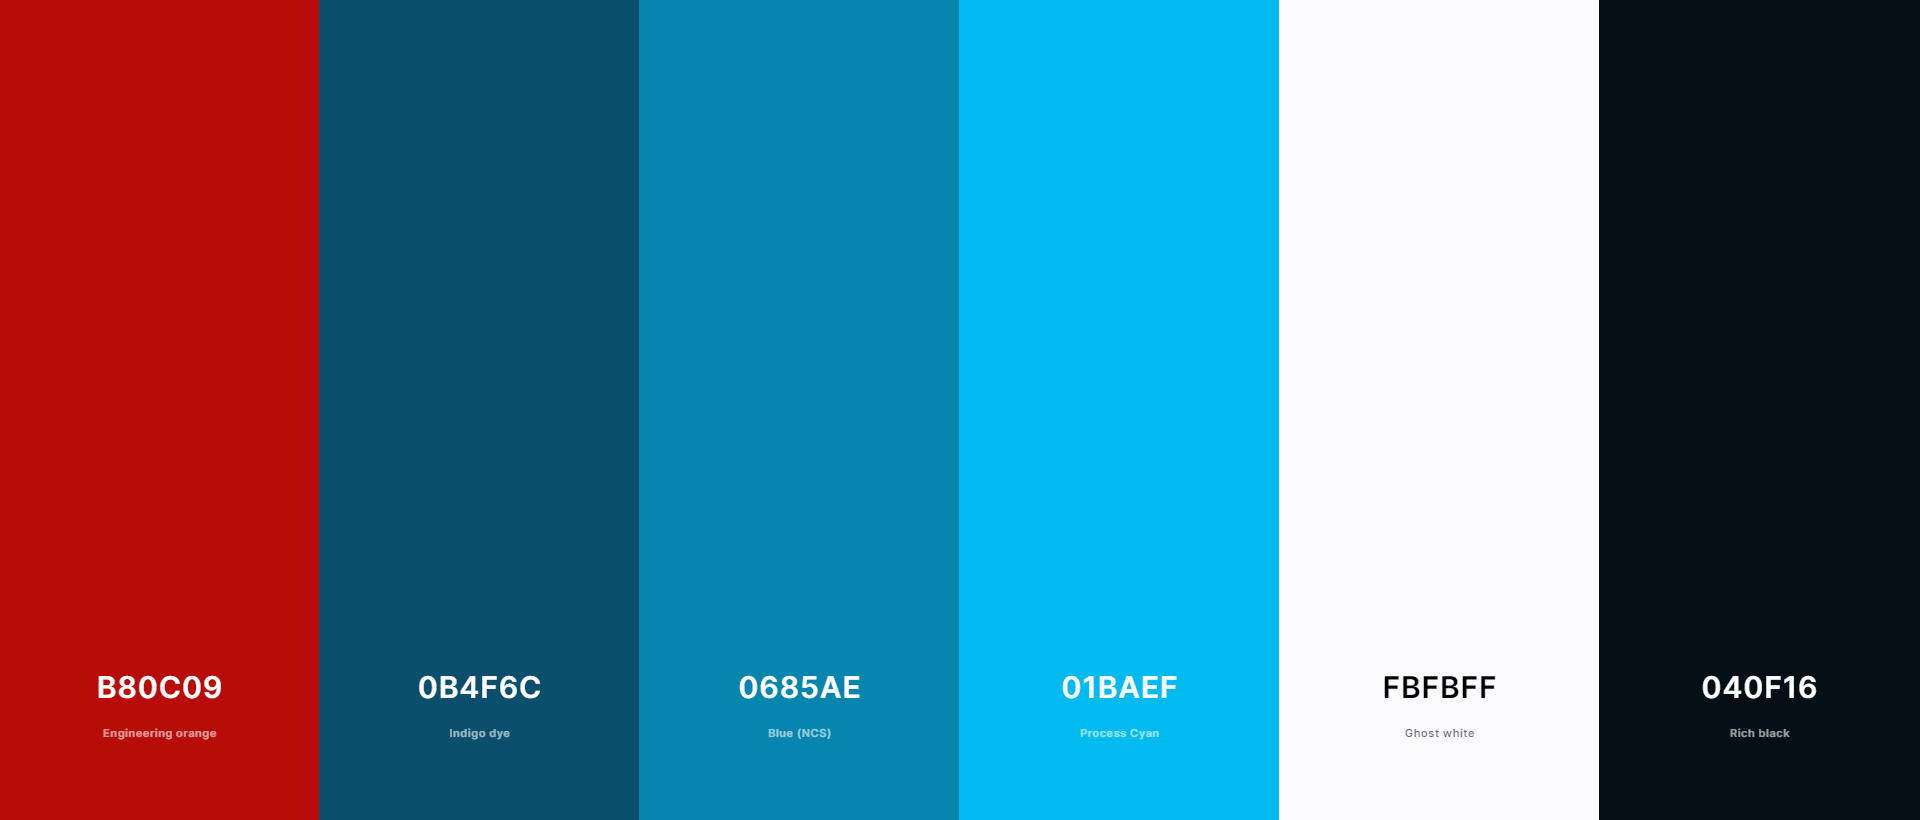 B80C09
Engineering orange
0B4F6C
Indigo dye
0685AE
Blue (NCS)
01BAEF
Process Cyan
FBFBFF
Ghost white
040F16
Rich black